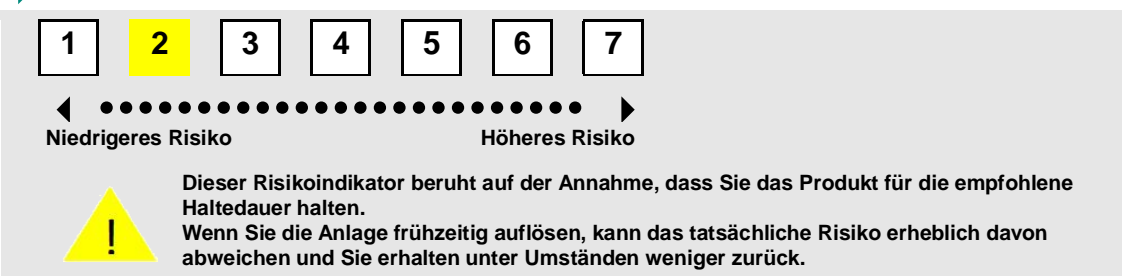 1 2 3 4 5 6 7
Niedrigeres Risiko Höheres Risiko
Dieser Risikoindikator beruht auf der Annahme, dass Sie das Produkt für die empfohlene
Haltedauer halten.
! Wenn Sie die Anlage frühzeitig auflösen, kann das tatsächliche Risiko erheblich davon
abweichen und Sie erhalten unter Umständen weniger zurück.